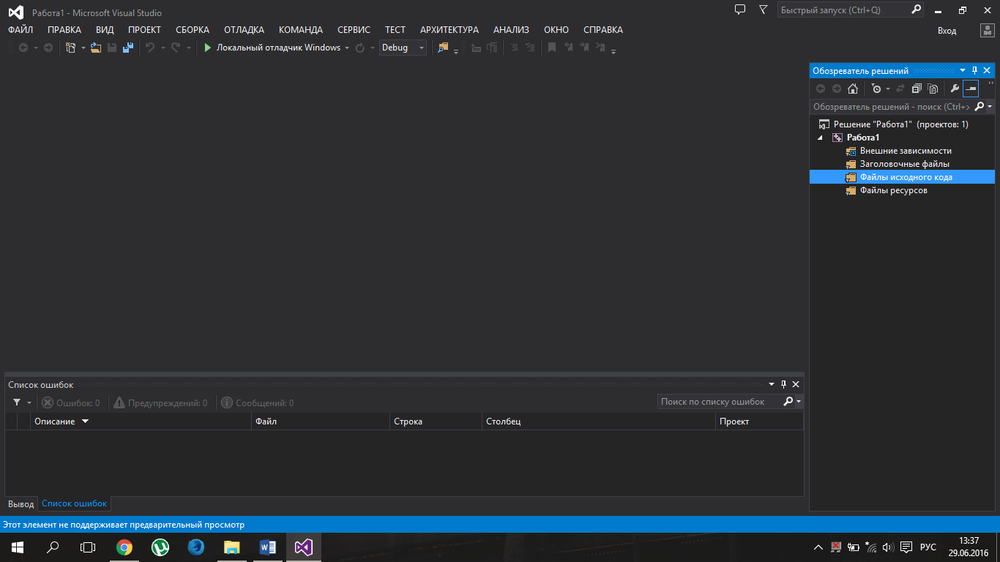 Работа1 - Microsoft Visual Studio
Быстрый запуск (Ctrl+Q)
ФАЙЛ ПРАВКА ВИД ПРОЕКТ СБОРКА ОТЛАДКА КОМАНДА СЕРВИС ТЕСТ АРХИТЕКТУРА АНАЛИЗ ОКНО СПРАВКА
Вход
Локальный отладчик Windows
Debug
Обозреватель решений
Обозреватель решений - поиск (Ctrl+
Решение "Работа1" (проектов: 1)
Работа1
Внешние зависимости
Заголовочные файлы
Файлы исходного кода
Файлы ресурсов
Список ошибок
Ошибок: 0
Предупреждений: 0
Сообщений: 0
Поиск по списку ошибок
Описание Файл Строка Столбец Проект
Вывод Список ошибок
Этот элемент не поддерживает предварительный просмотр
РУС
13:37
29.06.2016